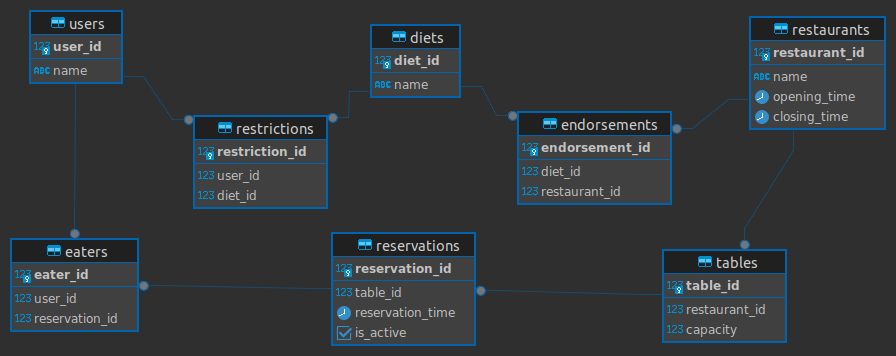 users
123 user_id
ABC name
diets
123 diet_id
ABC name
restaurants
123 restaurant_id
ABC name
opening_time
closing_time
restrictions
123 restriction_id
123 user_id
123 diet_id
endorsements
123 endorsement_id
123 diet_id
123 restaurant_id
eaters
123 eater_id
123 user_id
123 reservation_id
reservations
123 reservation_id
123 table_id
reservation_time
is_active
tables
123 table_id
123 restaurant_id
123 capacity